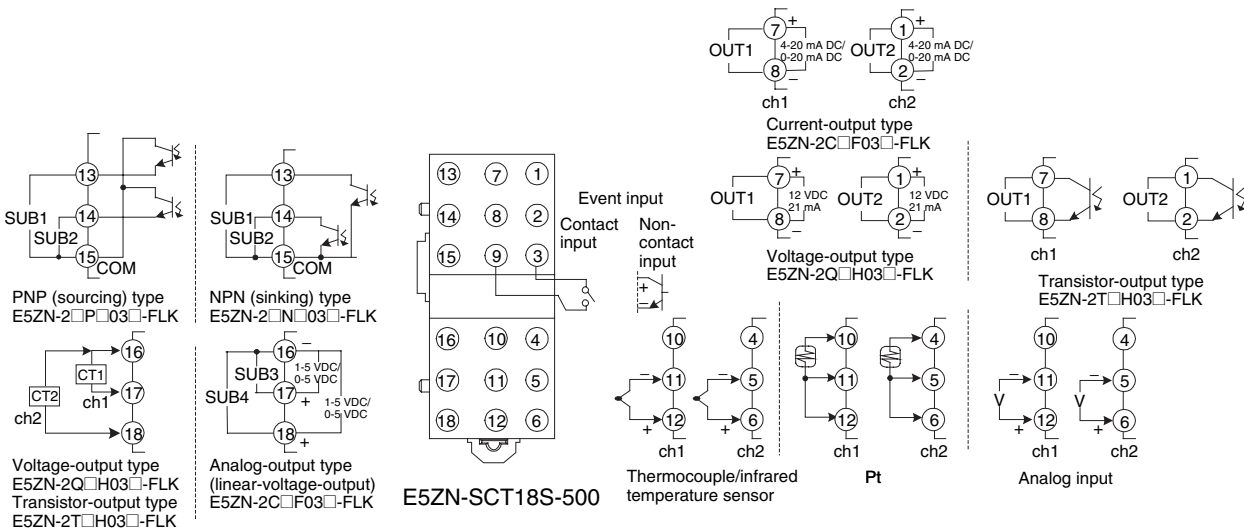 7
+
OUT1
4-20 mA DC/
0-20 mA DC
8
−
ch1
1
+
OUT2
4-20 mA DC/
0-20 mA DC
2
−
ch2
Current-output type
E5ZN-2C□F03□-FLK
13
14
15
SUB1
SUB2
COM
PNP (sourcing) type
E5ZN-2□P□03□-FLK
13
14
15
SUB1
SUB2
COM
NPN (sinking) type
E5ZN-2□N□03□-FLK
13 7 1
14 8 2
15 9 3
16 10 4
17 11 5
18 12 6
E5ZN-SCT18S-500
Event input
Contact
input
Non-
contact
input
+
−
7
+
OUT1
12 VDC
21 mA
8
−
ch1
1
+
OUT2
12 VDC
21 mA
2
−
ch2
Voltage-output type
E5ZN-2Q□H03□-FLK
7
OUT1
8
ch1
1
OUT2
2
ch2
Transistor-output type
E5ZN-2T□H03□-FLK
16
CT1
17
CT2
ch1
ch2
18
Voltage-output type
E5ZN-2Q□H03□-FLK
Transistor-output type
E5ZN-2T□H03□-FLK
16
−
1-5 VDC/
0-5 VDC
SUB3
17
+
SUB4
1-5 VDC/
0-5 VDC
18
+
Analog-output type
(linear-voltage-output)
E5ZN-2C□F03□-FLK
10
−
11
12
+
ch1
4
−
5
6
+
ch2
Thermocouple/infrared
temperature sensor
10
11
12
ch1
4
5
6
ch2
Pt
10
−
11
V
12
+
ch1
4
−
5
V
6
+
ch2
Analog input